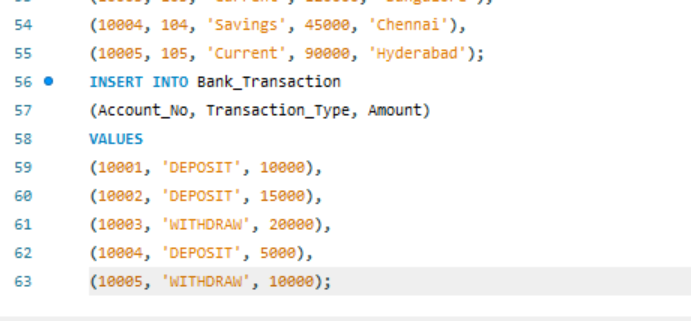 54 (10004, 104, 'Savings', 45000, 'Chennai'),
55 (10005, 105, 'Current', 90000, 'Hyderabad');
56 INSERT INTO Bank_Transaction
57 (Account_No, Transaction_Type, Amount)
58 VALUES
59 (10001, 'DEPOSIT', 10000),
60 (10002, 'DEPOSIT', 15000),
61 (10003, 'WITHDRAW', 20000),
62 (10004, 'DEPOSIT', 5000),
63 (10005, 'WITHDRAW', 10000);